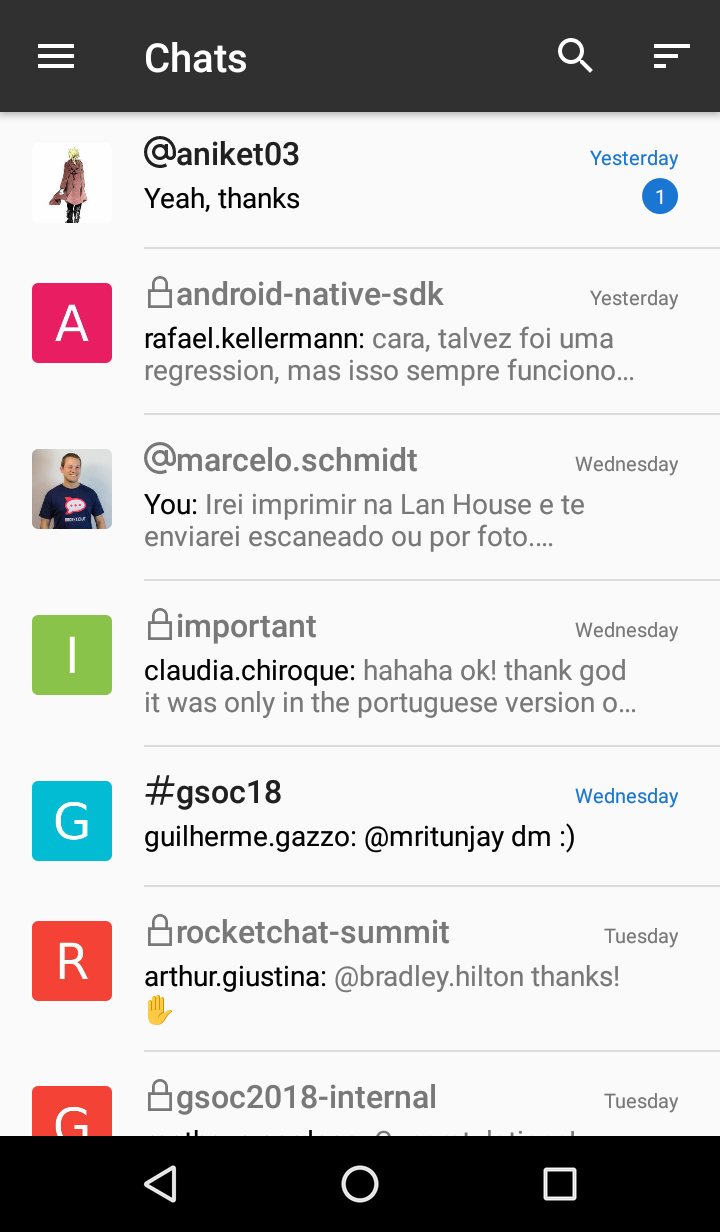 Chats
@aniket03
Yesterday
Yeah, thanks
1
A
android-native-sdk
Yesterday
rafael.kellermann: cara, talvez foi uma
regression, mas isso sempre funciono…
@marcelo.schmidt
Wednesday
You: Irei imprimir na Lan House e te
enviarei escaneado ou por foto.…
I
important
Wednesday
claudia.chiroque: hahaha ok! thank god
it was only in the portuguese version o…
G
#gsoc18
Wednesday
guilherme.gazzo: @mritunjay dm :)
R
rocketchat-summit
Tuesday
arthur.giustina: @bradley.hilton thanks!
✋
G
gsoc2018-internal
Tuesday